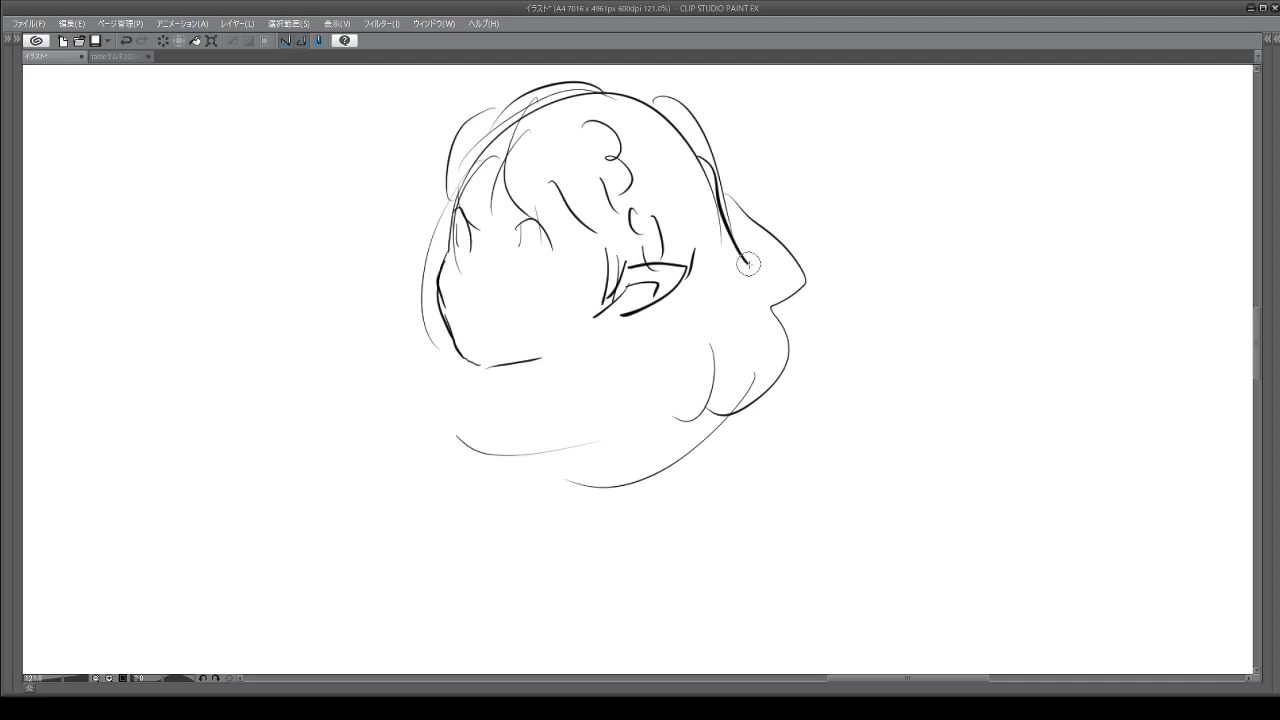 イラスト* (A4 7016 x 4961px 600dpi 121.0%) - CLIP STUDIO PAINT EX
ファイル(F) 編集(E) ページ管理(P) アニメーション(A) レイヤー(L) 選択範囲(S) 表示(V) フィルター(I) ウィンドウ(W) ヘルプ(H)
イラスト*